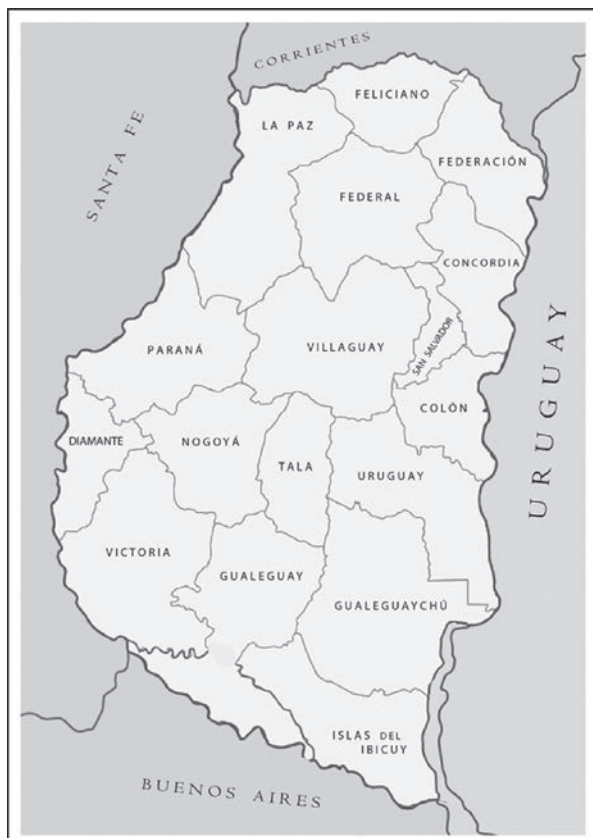 CORRIENTES
FELICIANO
LA PAZ
SANTA FE
FEDERACIÓN
FEDERAL
CONCORDIA
URUGUAY
SAN SALVADOR
PARANÁ
VILLAGUAY
COLÓN
DIAMANTE
NOGOYÁ
TALA
URUGUAY
VICTORIA
GUALEGUAY
GUALEGUAYCHÚ
ISLAS DEL
IBICUY
BUENOS AIRES